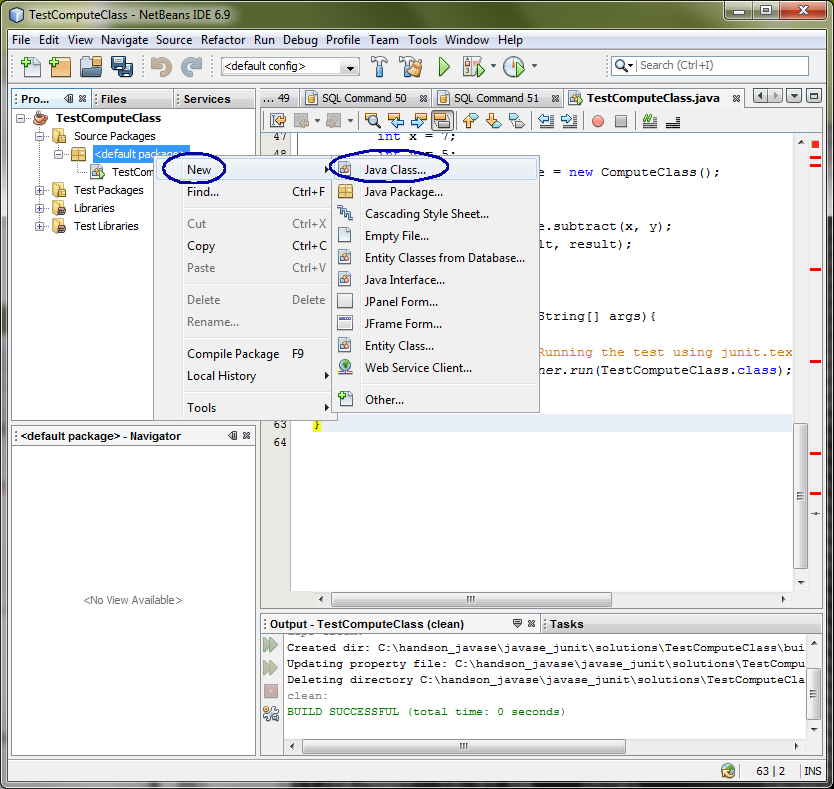 TestComputeClass - NetBeans IDE 6.9
File Edit View Navigate Source Refactor Run Debug Profile Team Tools Window Help
<default config>
Search (Ctrl+I)
Pro... Files Services
... 49 SQL Command 50 SQL Command 51 TestComputeClass.java
TestComputeClass
Source Packages
<default package>
TestCom
Test Packages
Libraries
Test Libraries
New
Find... Ctrl+F
Cut Ctrl+X
Copy Ctrl+C
Paste Ctrl+V
Delete Delete
Rename...
Compile Package F9
Local History
Tools
Java Class...
Java Package...
Cascading Style Sheet...
Empty File...
Entity Classes from Database...
Java Interface...
JPanel Form...
JFrame Form...
Entity Class...
Web Service Client...
Other...
47 int x = 7;
48 5;
e = new ComputeClass();
e.subtract(x, y);
lt, result);
String[] args){
Running the test using junit.tex
ner.run(TestComputeClass.class);
63 }
64
<default package> - Navigator
<No View Available>
Output - TestComputeClass (clean) Tasks
Created dir: C:\handson_javase\javase_junit\solutions\TestComputeClass\bui
Updating property file: C:\handson_javase\javase_junit\solutions\TestCompu
Deleting directory C:\handson_javase\javase_junit\solutions\TestComputeCla
clean:
BUILD SUCCESSFUL (total time: 0 seconds)
63 | 2 INS